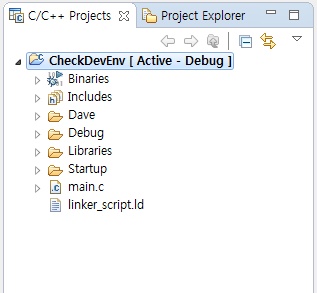 C/C++ Projects
Project Explorer
CheckDevEnv [ Active - Debug ]
Binaries
Includes
Dave
Debug
Libraries
Startup
main.c
linker_script.ld